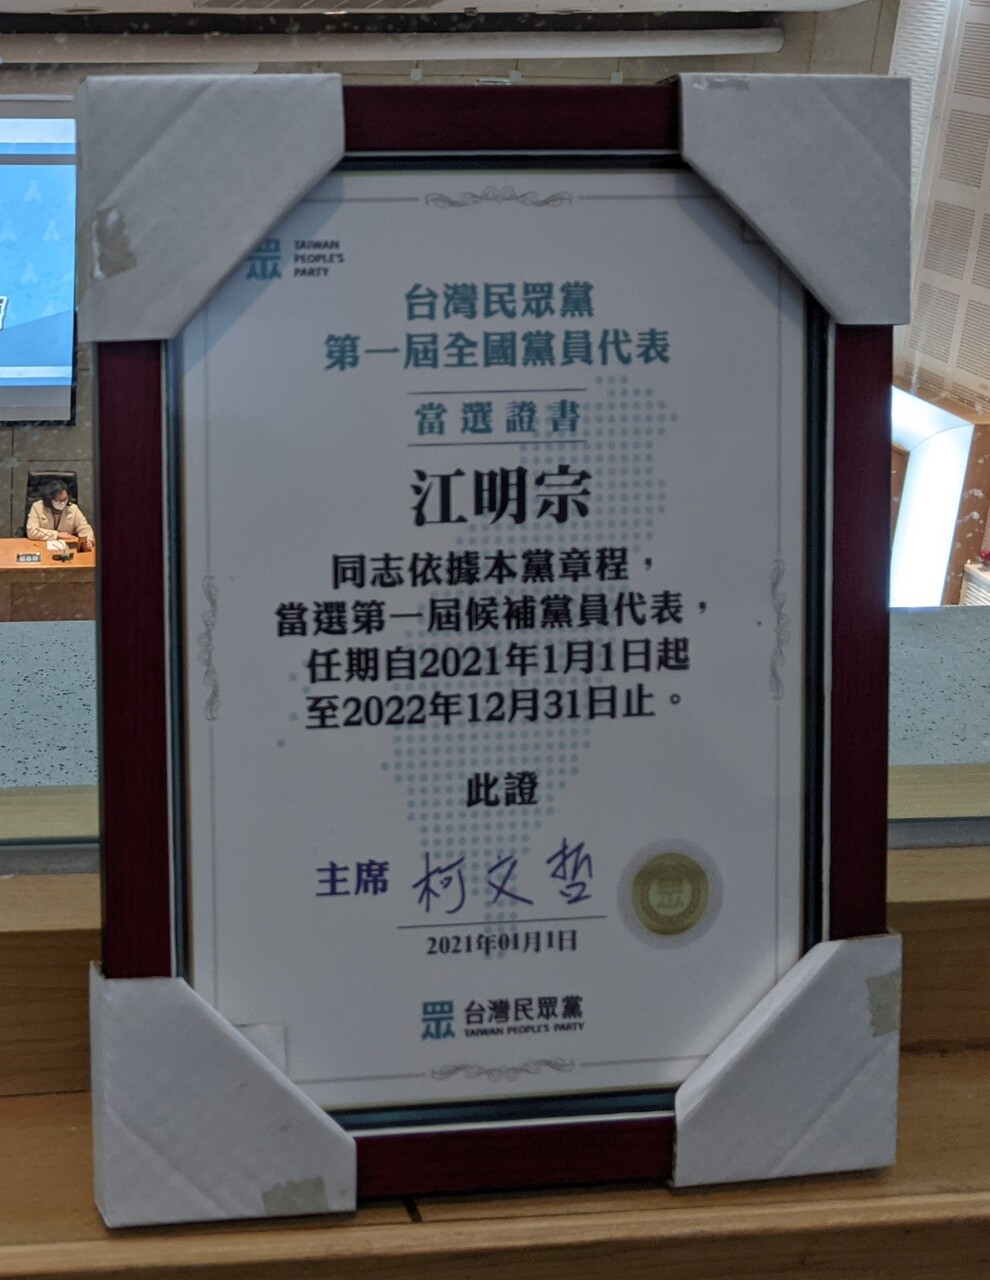 TAIWAN
PEOPLE'S
PARTY
台灣民眾黨
第一屆全國黨員代表
當選證書
江明宗
同志依據本黨章程，
當選第一屆候補黨員代表，
任期自2021年1月1日起
至2022年12月31日止。
此證
主席 柯文哲
2021年01月1日
眾 台灣民眾黨
TAIWAN PEOPLE'S PARTY